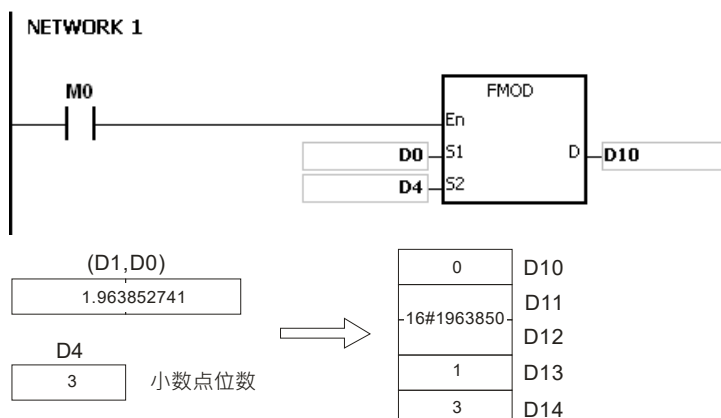 NETWORK 1
M0
FMOD
En
D0 S1 D D10
D4 S2
(D1,D0)
1.963852741
D4
3 小数点位数
0 D10
16#1963850 D11
D12
1 D13
3 D14